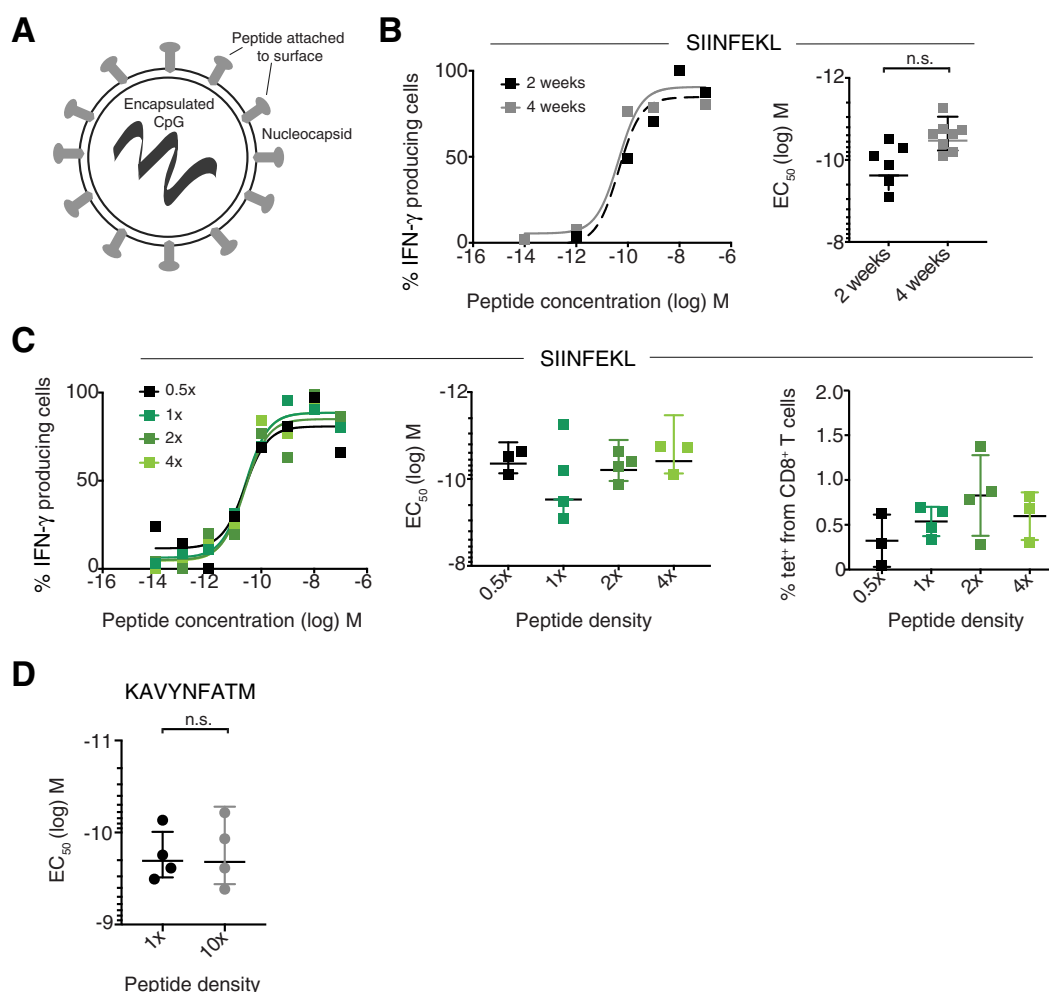 A
Peptide attached
to surface
Encapsulated
CpG
Nucleocapsid
B
SIINFEKL
% IFN-γ producing cells
100
50
0
2 weeks
4 weeks
-16
-14
-12
-10
-8
-6
Peptide concentration (log) M
EC50 (log) M
-12
-10
-8
n.s.
2 weeks
4 weeks
C
SIINFEKL
% IFN-γ producing cells
100
50
0
0.5x
1x
2x
4x
-16
-14
-12
-10
-8
-6
Peptide concentration (log) M
EC50 (log) M
-12
-10
-8
0.5x
1x
2x
4x
Peptide density
% tet+ from CD8+ T cells
2.0
1.5
1.0
0.5
0
0.5x
1x
2x
4x
Peptide density
D
KAVYNFATM
n.s.
EC50 (log) M
-11
-10
-9
1x
10x
Peptide density